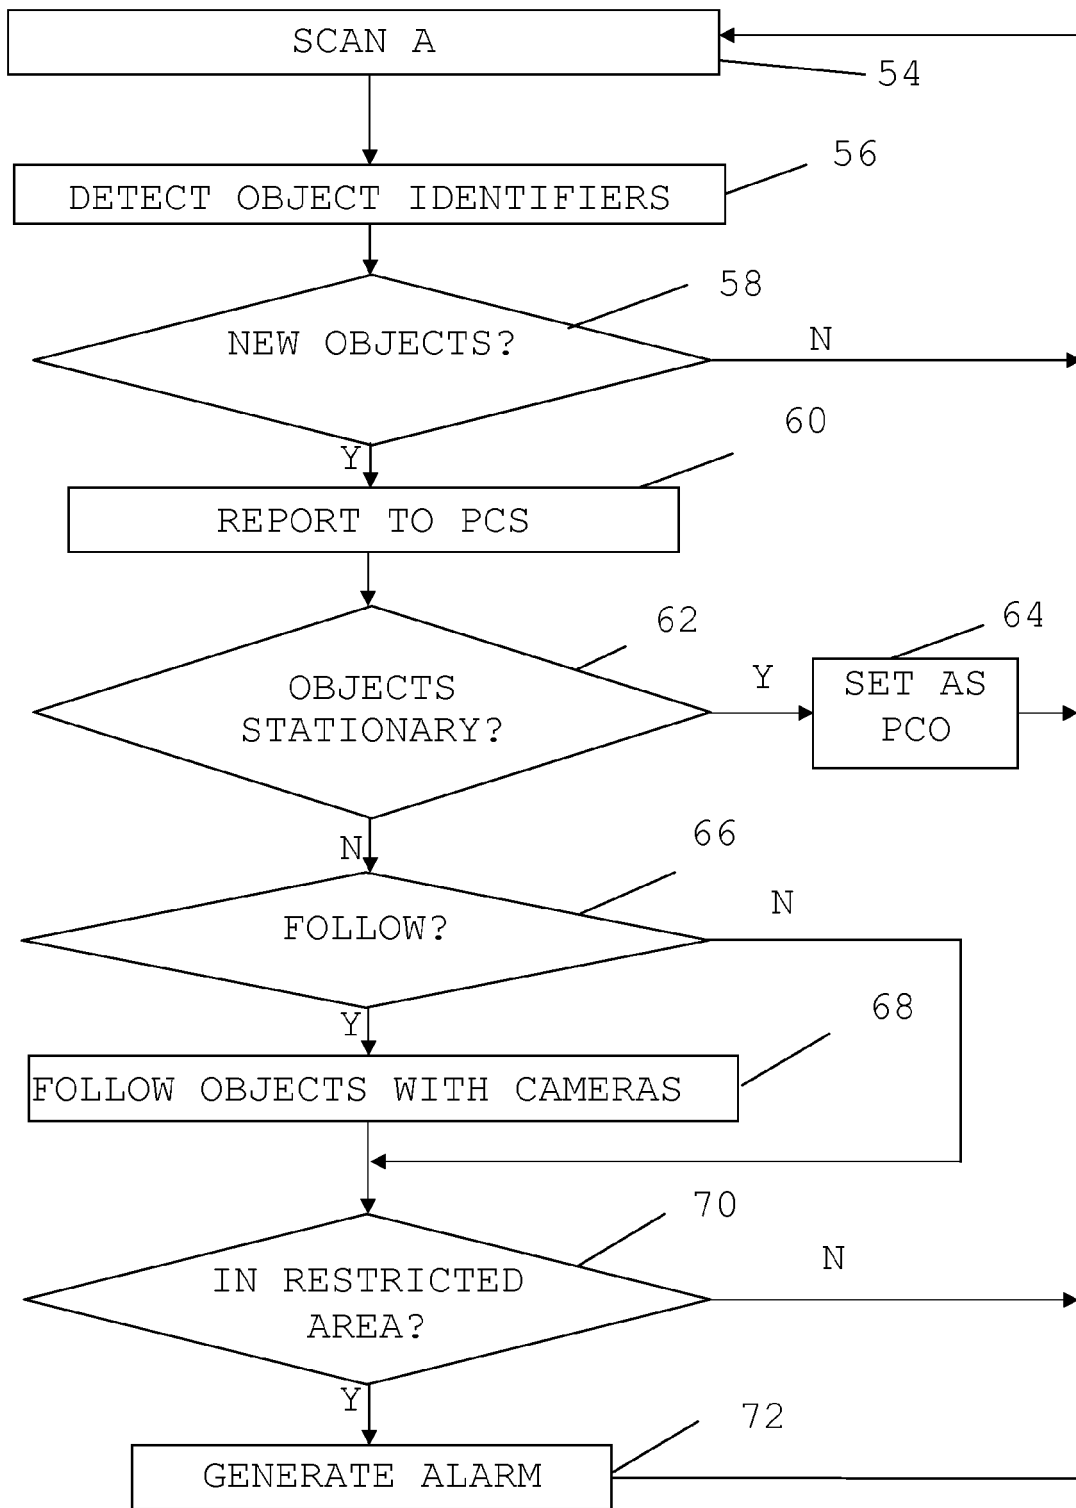 SCAN A
54
56
DETECT OBJECT IDENTIFIERS
58
NEW OBJECTS?
N
60
Y
REPORT TO PCS
62
64
OBJECTS
STATIONARY?
Y
SET AS
PCO
N
66
FOLLOW?
N
Y
68
FOLLOW OBJECTS WITH CAMERAS
70
IN RESTRICTED
AREA?
N
Y
72
GENERATE ALARM